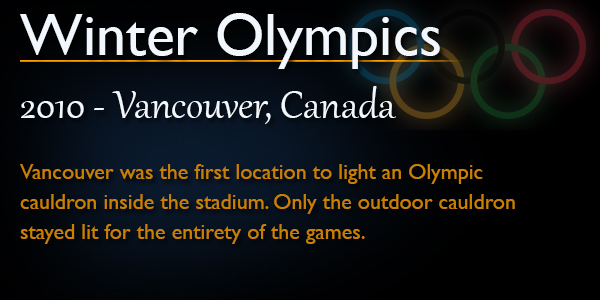 Winter Olympics
2010 - Vancouver, Canada
Vancouver was the first location to light an Olympic
cauldron inside the stadium. Only the outdoor cauldron
stayed lit for the entirety of the games.